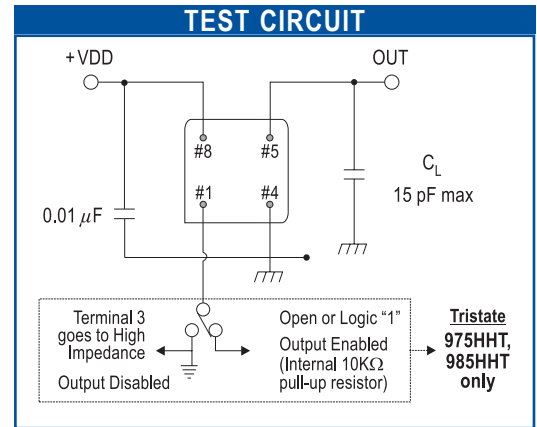 TEST CIRCUIT
+VDD
OUT
#8
#5
#1
#4
0.01 µF
C_L
15 pF max
Terminal 3
goes to High
Impedance
Output Disabled
Open or Logic “1”
Output Enabled
(Internal 10KΩ
pull-up resistor)
Tristate
975HHT,
985HHT
only